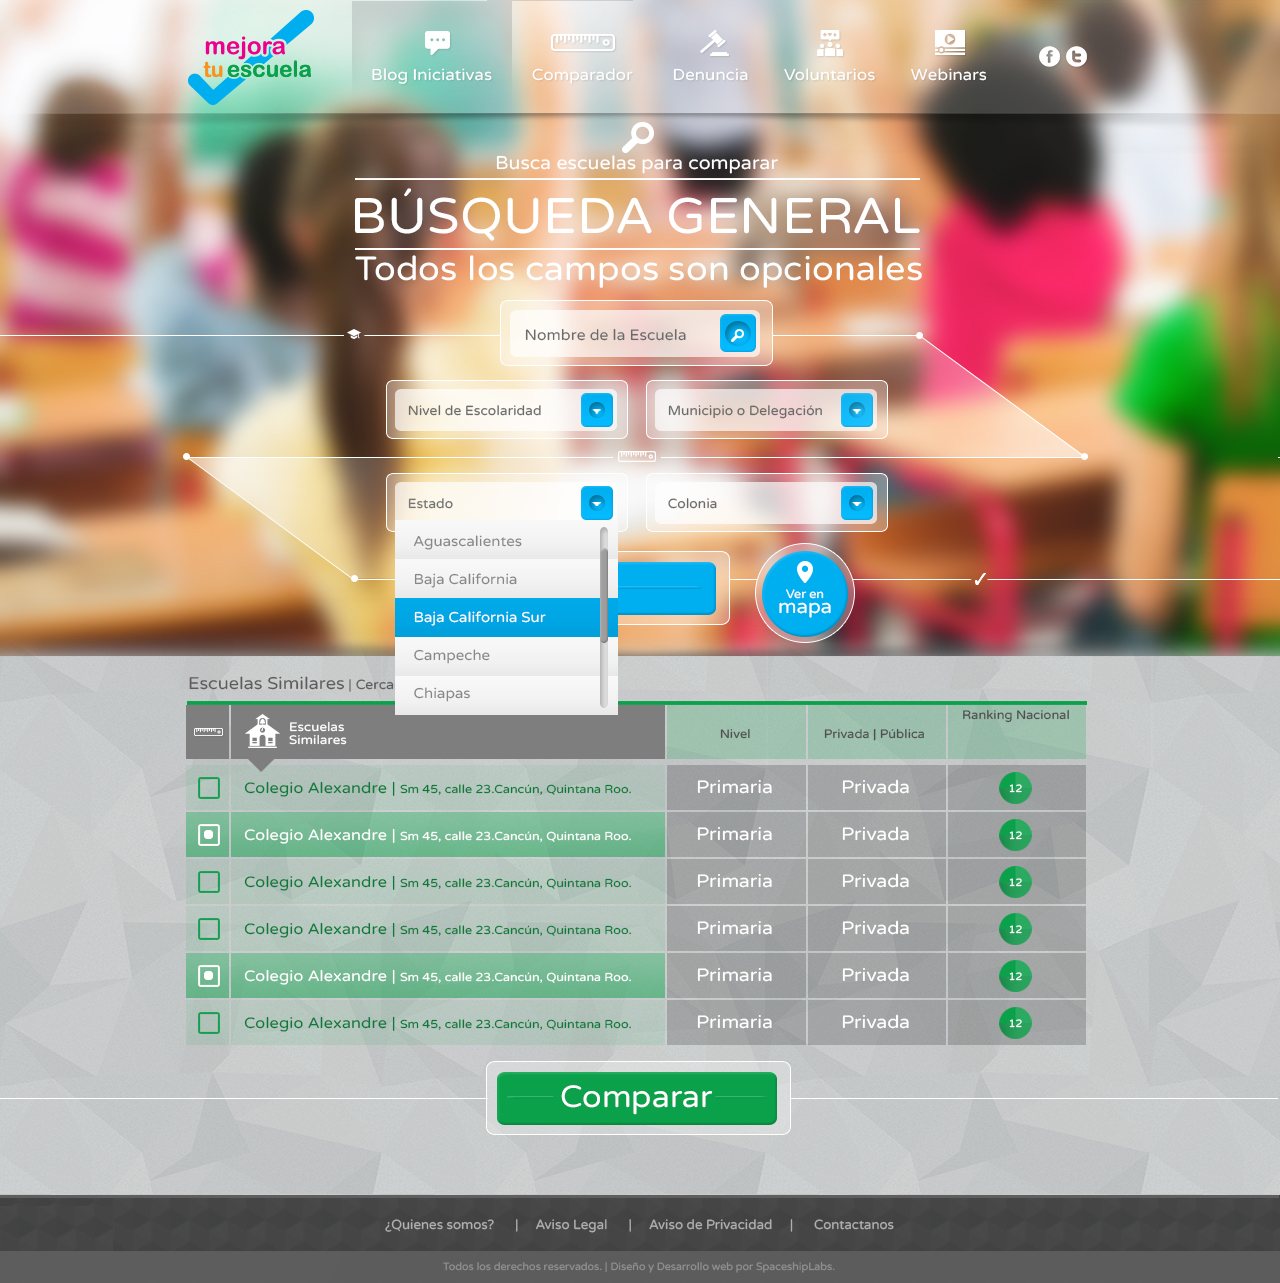 mejora
tu escuela
Blog Iniciativas
Comparador
Denuncia
Voluntarios
Webinars
Busca escuelas para comparar
BÚSQUEDA GENERAL
Todos los campos son opcionales
Nombre de la Escuela
Nivel de Escolaridad
Municipio o Delegación
Estado
Colonia
Aguascalientes
Baja California
Baja California Sur
Campeche
Chiapas
Ver en
mapa
Escuelas Similares | Cerca
Escuelas
Similares
Nivel
Privada | Pública
Ranking Nacional
Colegio Alexandre | Sm 45, calle 23.Cancún, Quintana Roo. Primaria Privada 12
Colegio Alexandre | Sm 45, calle 23.Cancún, Quintana Roo. Primaria Privada 12
Colegio Alexandre | Sm 45, calle 23.Cancún, Quintana Roo. Primaria Privada 12
Colegio Alexandre | Sm 45, calle 23.Cancún, Quintana Roo. Primaria Privada 12
Colegio Alexandre | Sm 45, calle 23.Cancún, Quintana Roo. Primaria Privada 12
Colegio Alexandre | Sm 45, calle 23.Cancún, Quintana Roo. Primaria Privada 12
Comparar
¿Quienes somos? | Aviso Legal | Aviso de Privacidad | Contactanos
Todos los derechos reservados. | Diseño y Desarrollo web por SpaceshipLabs.